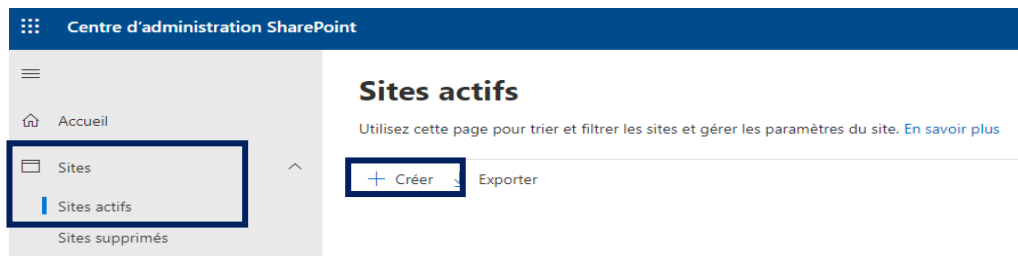 Centre d'administration SharePoint
Accueil
Sites
Sites actifs
Sites supprimés
Sites actifs
Utilisez cette page pour trier et filtrer les sites et gérer les paramètres du site. En savoir plus
+ Créer Exporter